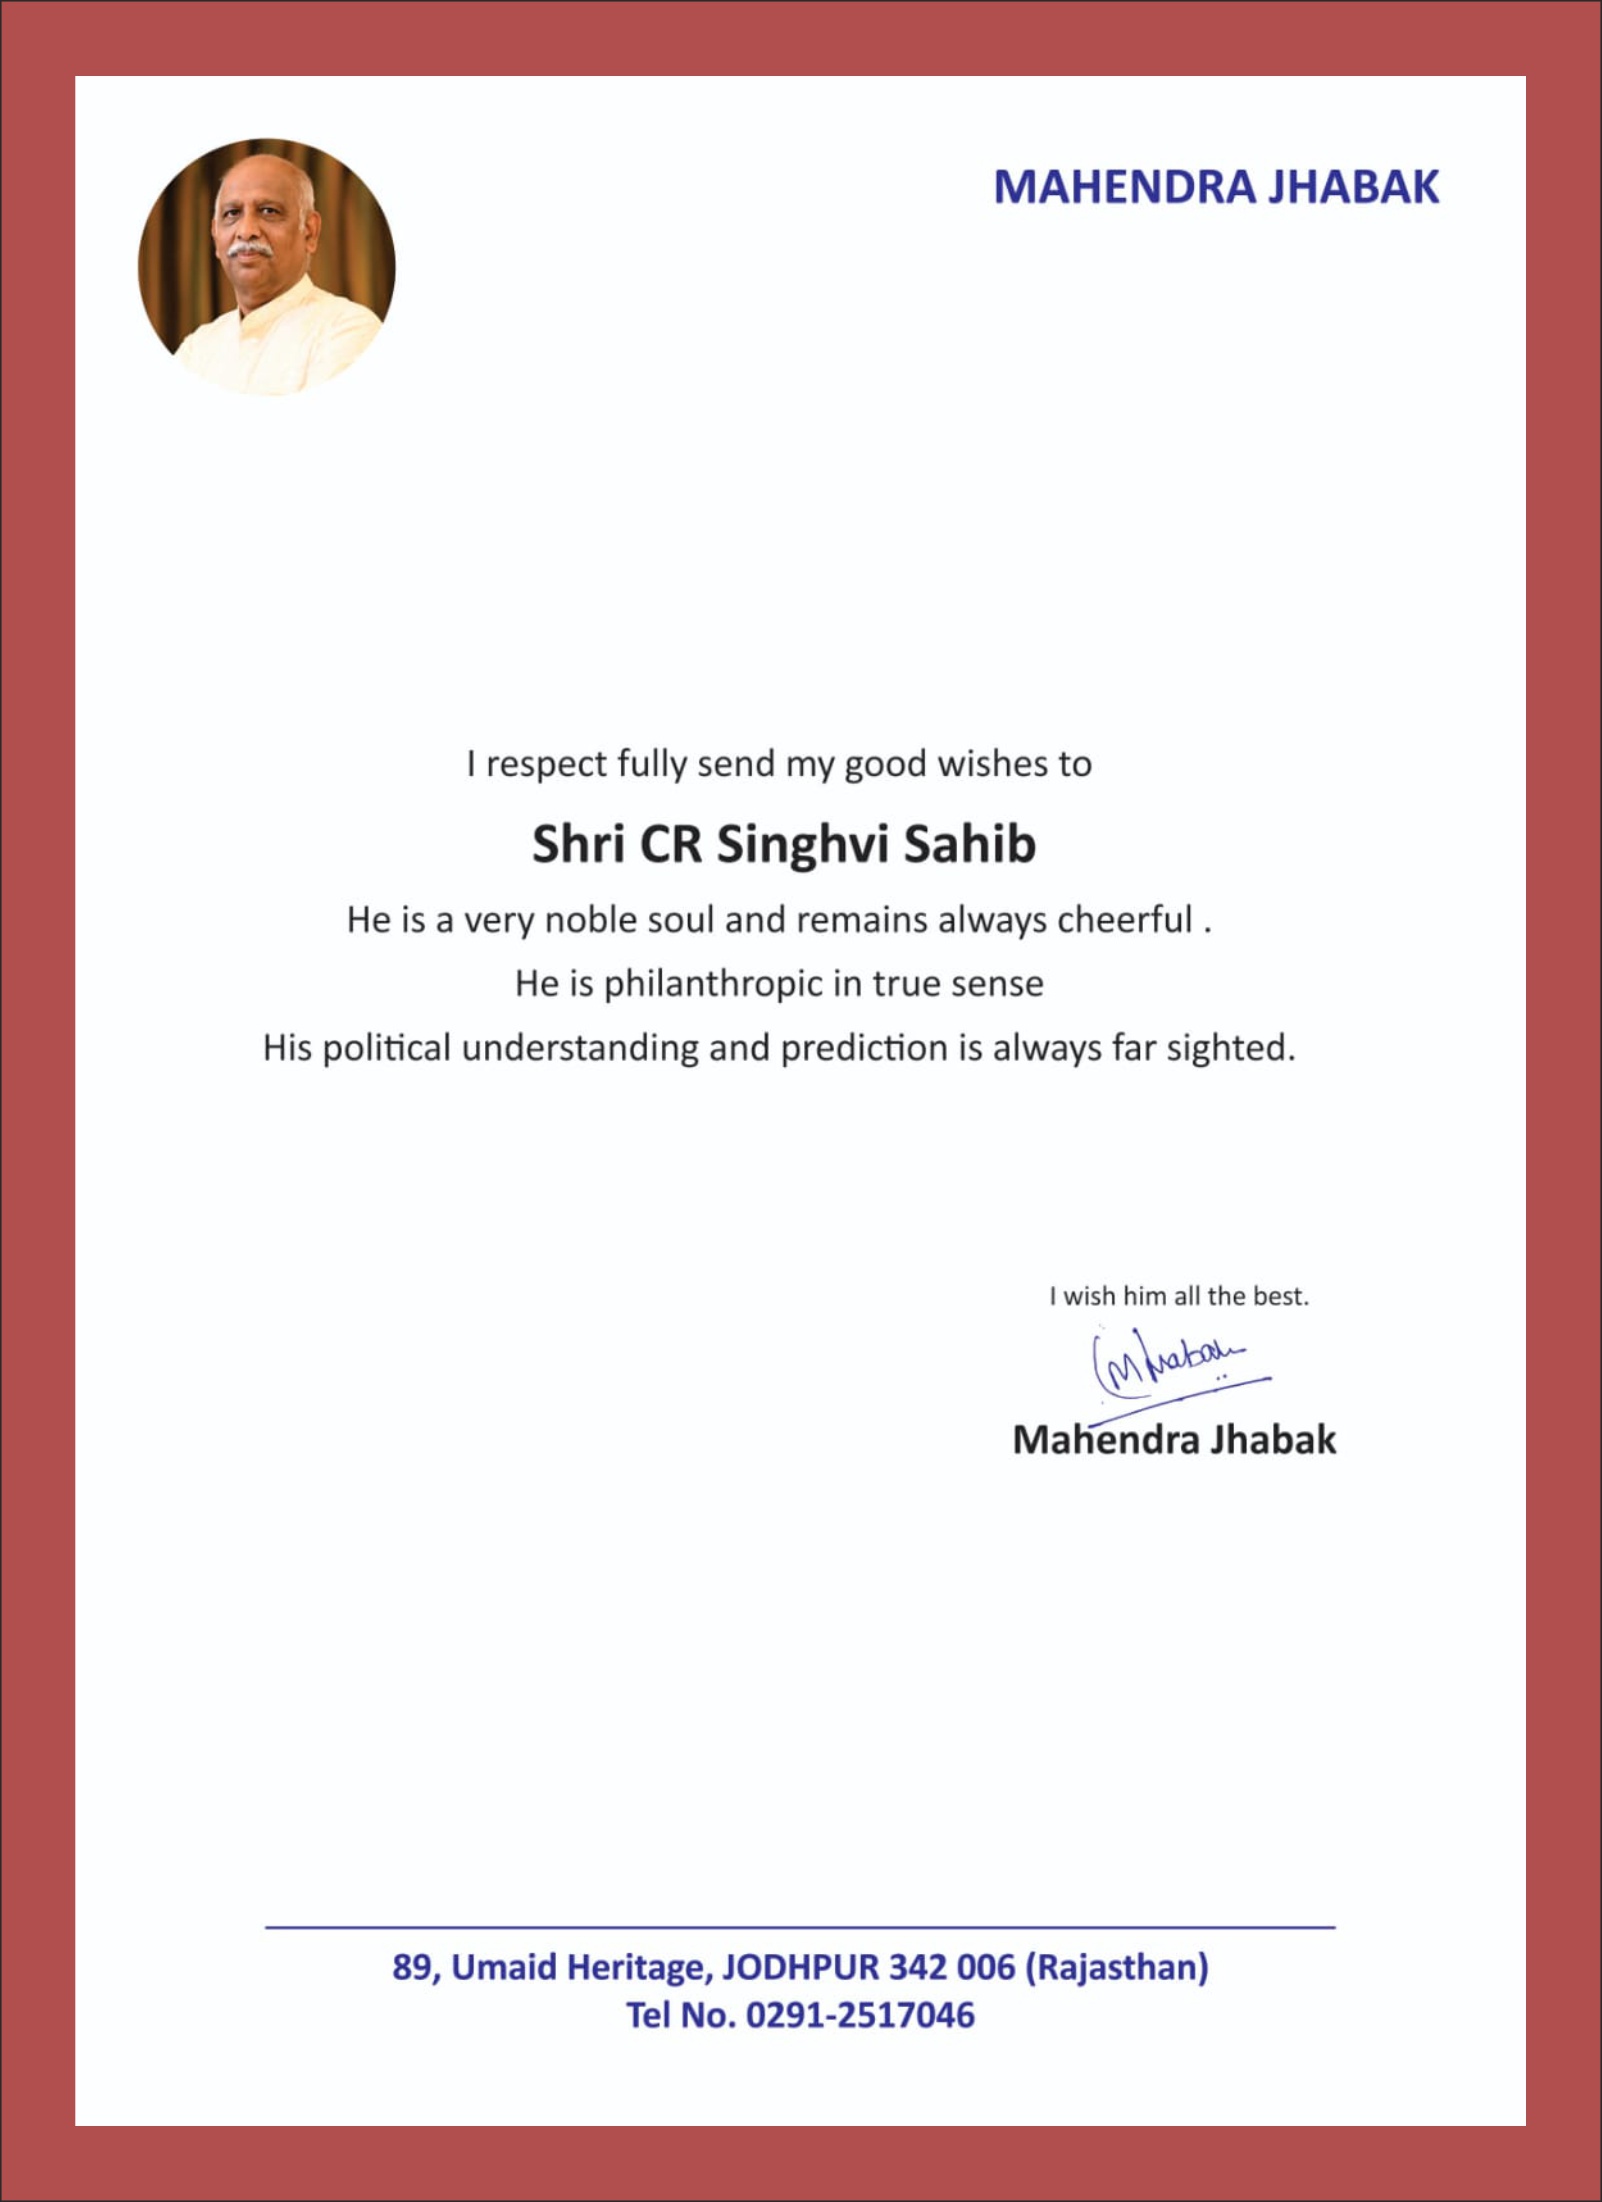 MAHENDRA JHABAK
I respect fully send my good wishes to
Shri CR Singhvi Sahib
He is a very noble soul and remains always cheerful .
He is philanthropic in true sense
His political understanding and prediction is always far sighted.
I wish him all the best.
Mahendra Jhabak
89, Umaid Heritage, JODHPUR 342 006 (Rajasthan)
Tel No. 0291-2517046